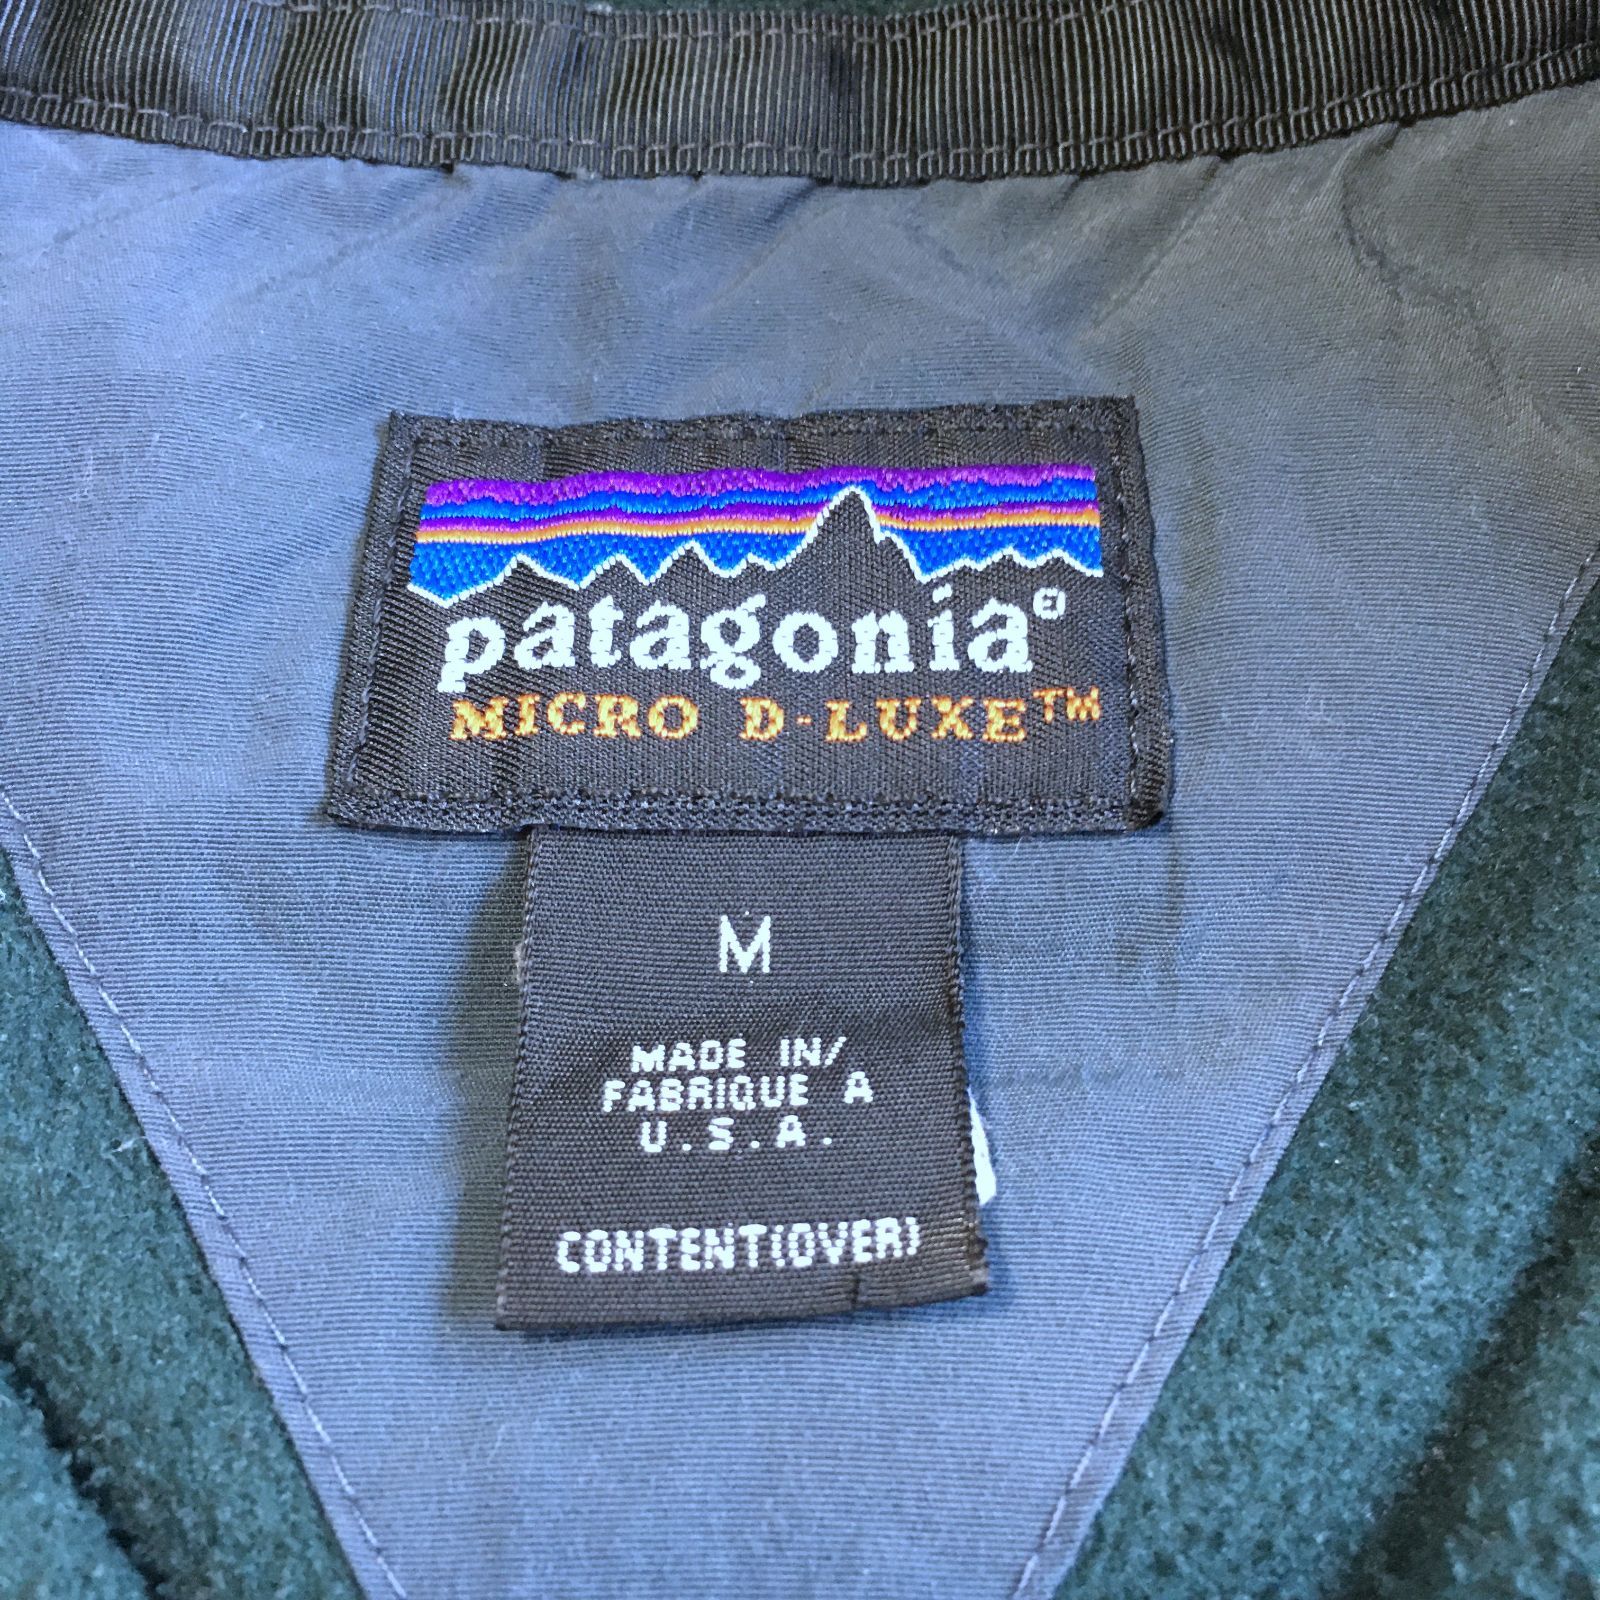 patagonia®
MICRO D-LUXE™
M
MADE IN/
FABRIQUE A
U.S.A.
CONTENT(OVER)